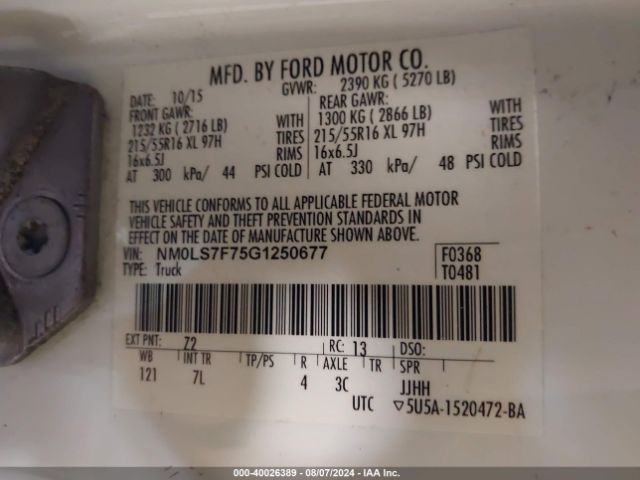 MFD. BY FORD MOTOR CO.
DATE: 10/15 GVWR: 2390 KG (5270 LB)
FRONT GAWR: REAR GAWR:
1232 KG (2716 LB) WITH 1300 KG (2866 LB) WITH
215/55R16 XL 97H TIRES 215/55R16 XL 97H TIRES
16x6.5J RIMS 16x6.5J RIMS
AT 300 kPa/ 44 PSI COLD AT 330 kPa/ 48 PSI COLD
THIS VEHICLE CONFORMS TO ALL APPLICABLE FEDERAL MOTOR
VEHICLE SAFETY AND THEFT PREVENTION STANDARDS IN
EFFECT ON THE DATE OF MANUFACTURE SHOWN ABOVE.
VIN: NM0LS7F75G1250677 F0368
TYPE: Truck T0481
EXT PNT: Z2 RC: 13 DSO:
WB INT TR TP/PS R AXLE TR SPR
121 7L 4 3C JJHH
UTC ▽5U5A-1520472-BA
000-40026389 - 08/07/2024 - IAA Inc.